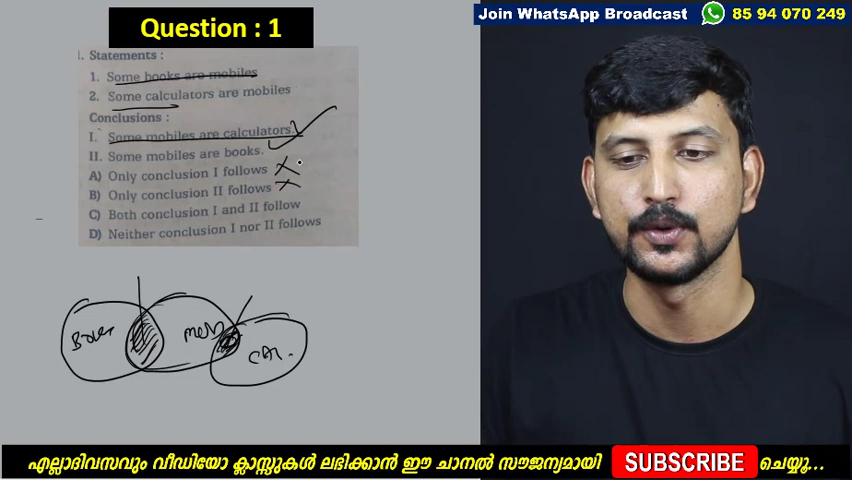 Question : 1
Join WhatsApp Broadcast 85 94 070 249
I. Statements :
1. Some books are mobiles
2. Some calculators are mobiles
Conclusions :
I. Some mobiles are calculators.
II. Some mobiles are books.
A) Only conclusion I follows
B) Only conclusion II follows
C) Both conclusion I and II follow
D) Neither conclusion I nor II follows
CAL.
എല്ലാദിവസവും വീഡിയോ ക്ലാസ്സുകൾ ലഭിക്കാൻ ഈ ചാനൽ സൗജന്യമായി SUBSCRIBE ചെയ്യൂ...